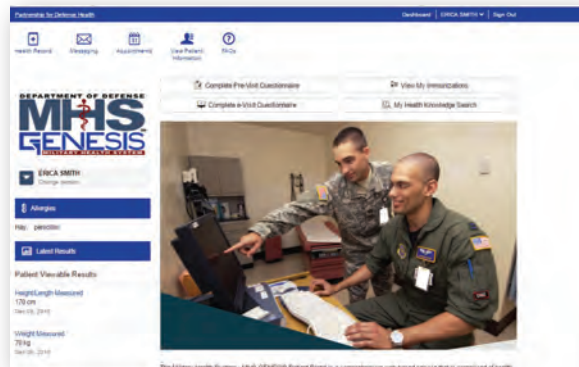 Partnership for Defense Health
Dashboard | ERICA SMITH | Sign Out
Health Record
Messaging
Appointments
View Patient Information
FAQs
Complete Pre-Visit Questionnaire
View My Immunizations
Complete e-Visit Questionnaire
My Health Knowledge Search
DEPARTMENT OF DEFENSE
MHS
GENESIS
MILITARY HEALTH SYSTEM
ERICA SMITH
Change person
Allergies
Hay, penicillin
Latest Results
Patient Viewable Results
Height/Length Measured
170 cm
Weight Measured
70 kg